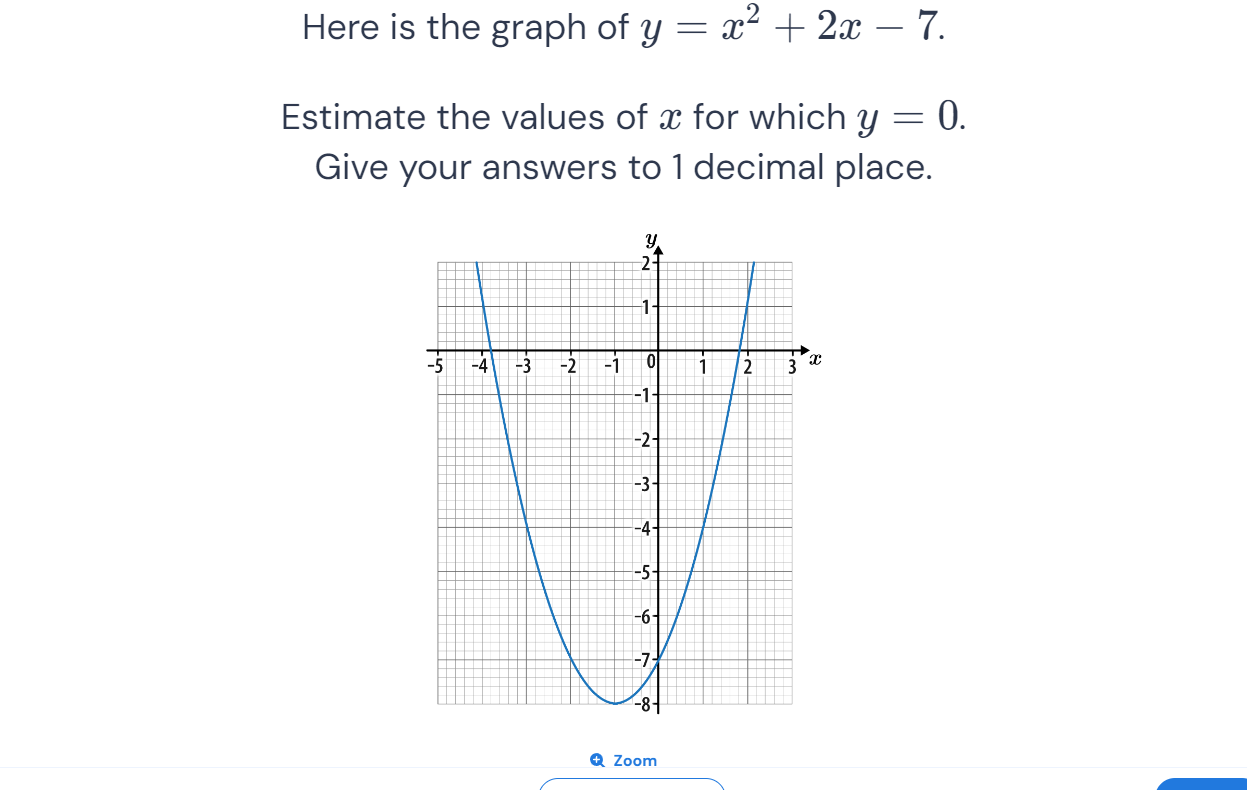 Here is the graph of y = x² + 2x − 7.
Estimate the values of x for which y = 0.
Give your answers to 1 decimal place.
y
2
1
-5 -4 -3 -2 -1 0 1 2 3 x
-1
-2
-3
-4
-5
-6
-7
-8
Zoom